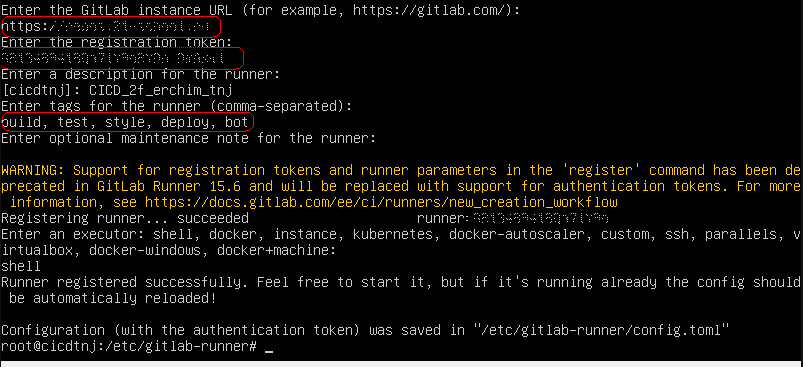 Enter the GitLab instance URL (for example, https://gitlab.com/):
https:/
Enter the registration token:
Enter a description for the runner:
[cicdtnj]: CICD_2f_erchim_tnj
Enter tags for the runner (comma-separated):
build, test, style, deploy, bot
Enter optional maintenance note for the runner:
WARNING: Support for registration tokens and runner parameters in the 'register' command has been de
precated in GitLab Runner 15.6 and will be replaced with support for authentication tokens. For more
information, see https://docs.gitlab.com/ee/ci/runners/new_creation_workflow
Registering runner... succeeded runner=
Enter an executor: shell, docker, instance, kubernetes, docker-autoscaler, custom, ssh, parallels, v
irtualbox, docker-windows, docker+machine:
shell
Runner registered successfully. Feel free to start it, but if it's running already the config should
be automatically reloaded!
Configuration (with the authentication token) was saved in "/etc/gitlab-runner/config.toml"
root@cicdtnj:/etc/gitlab-runner# _